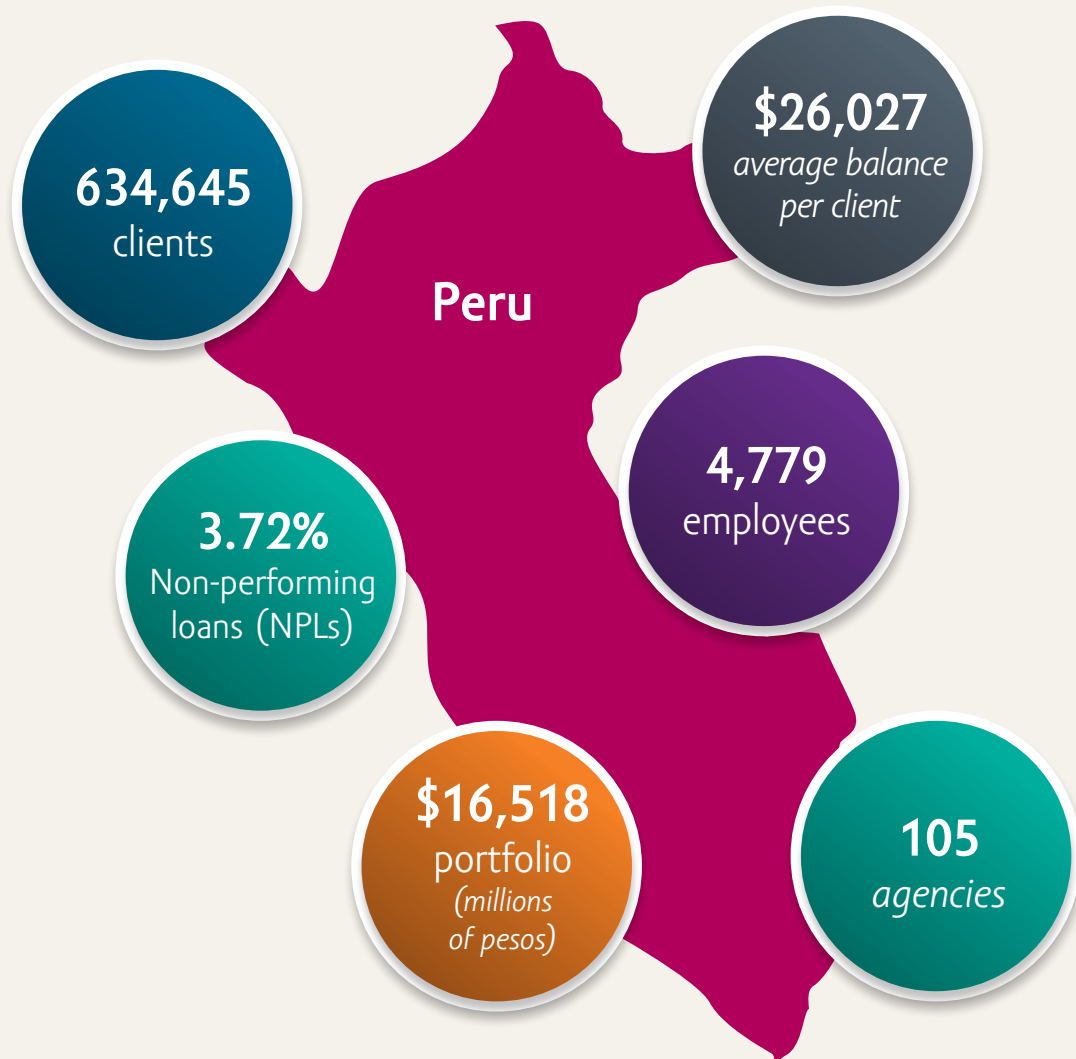 634,645
clients
$26,027
average balance
per client
Peru
3.72%
Non-performing
loans (NPLs)
4,779
employees
$16,518
portfolio
(millions
of pesos)
105
agencies